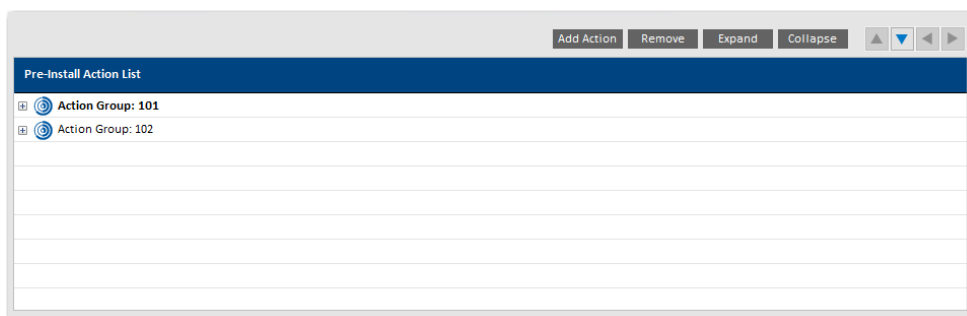 Add Action Remove Expand Collapse
Pre-Install Action List
Action Group: 101
Action Group: 102